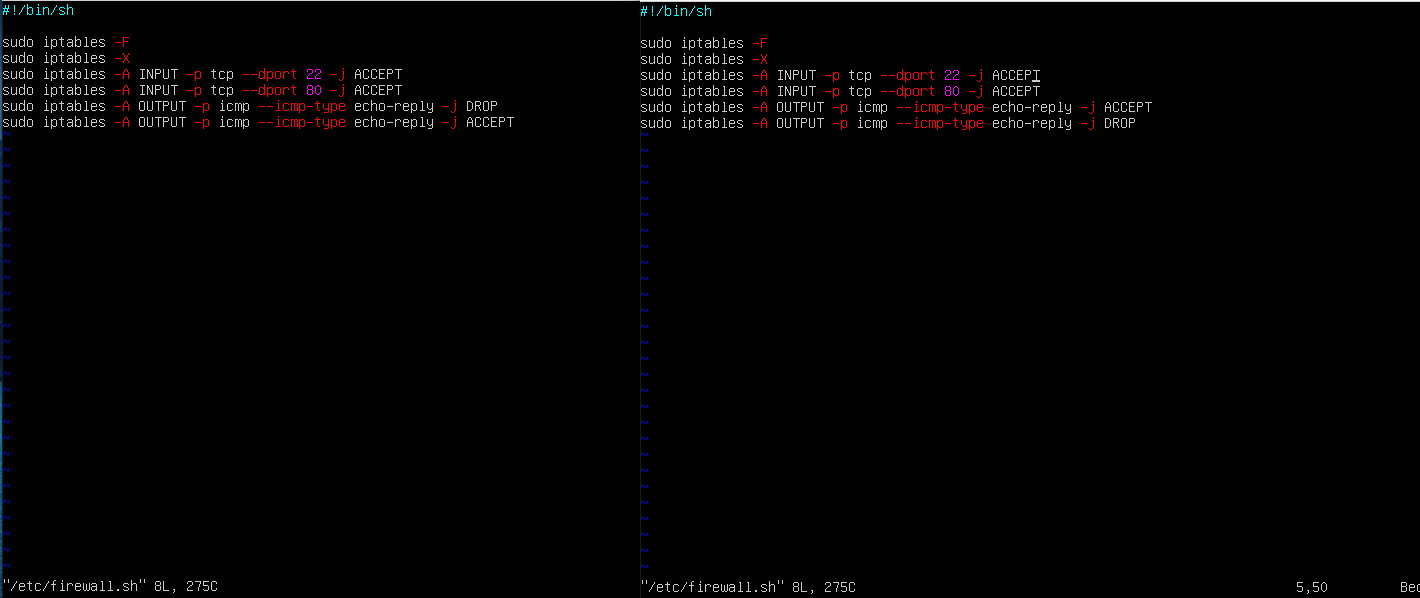 #!/bin/sh
sudo iptables -F
sudo iptables -X
sudo iptables -A INPUT -p tcp --dport 22 -j ACCEPT
sudo iptables -A INPUT -p tcp --dport 80 -j ACCEPT
sudo iptables -A OUTPUT -p icmp --icmp-type echo-reply -j DROP
sudo iptables -A OUTPUT -p icmp --icmp-type echo-reply -j ACCEPT
"/etc/firewall.sh" 8L, 275C
#!/bin/sh
sudo iptables -F
sudo iptables -X
sudo iptables -A INPUT -p tcp --dport 22 -j ACCEPT
sudo iptables -A INPUT -p tcp --dport 80 -j ACCEPT
sudo iptables -A OUTPUT -p icmp --icmp-type echo-reply -j ACCEPT
sudo iptables -A OUTPUT -p icmp --icmp-type echo-reply -j DROP
"/etc/firewall.sh" 8L, 275C 5,50